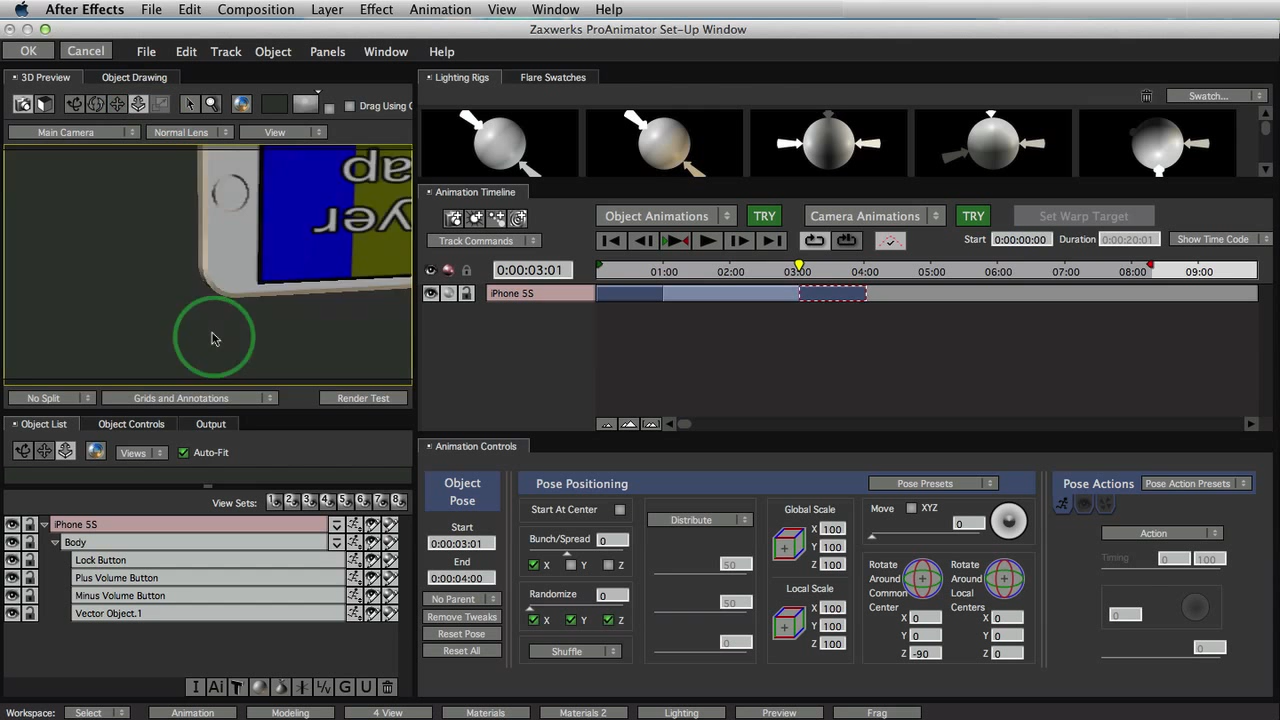 After Effects File Edit Composition Layer Effect Animation View Window Help
Zaxwerks ProAnimator Set-Up Window
OK Cancel File Edit Track Object Panels Window Help
3D Preview Object Drawing
Drag Using
Main Camera Normal Lens View
No Split Grids and Annotations Render Test
Lighting Rigs Flare Swatches
Swatch...
Animation Timeline
Object Animations TRY Camera Animations TRY Set Warp Target
Track Commands Start 0:00:00:00 Duration 0:00:20:01 Show Time Code
0:00:03:01 01:00 02:00 03:00 04:00 05:00 06:00 07:00 08:00 09:00
iPhone 5S
Object List Object Controls Output
Views Auto-Fit
View Sets: 1 2 3 4 5 6 7 8
iPhone 5S
Body
Lock Button
Plus Volume Button
Minus Volume Button
Vector Object.1
I Ai T G U
Animation Controls
Object Pose
Start
0:00:03:01
End
0:00:04:00
No Parent
Remove Tweaks
Reset Pose
Reset All
Pose Positioning Pose Presets
Start At Center
Bunch/Spread 0
X Y Z
Randomize 0
X Y Z
Shuffle
Distribute
50
50
0
Global Scale
X 100
Y 100
Z 100
Local Scale
X 100
Y 100
Z 100
Move XYZ 0
Rotate Around Common Center
X 0
Y 0
Z -90
Rotate Around Local Centers
X 0
Y 0
Z 0
Pose Actions Pose Action Presets
Action
Timing 0 100
0
0
Workspace: Select Animation Modeling 4 View Materials Materials 2 Lighting Preview Frag